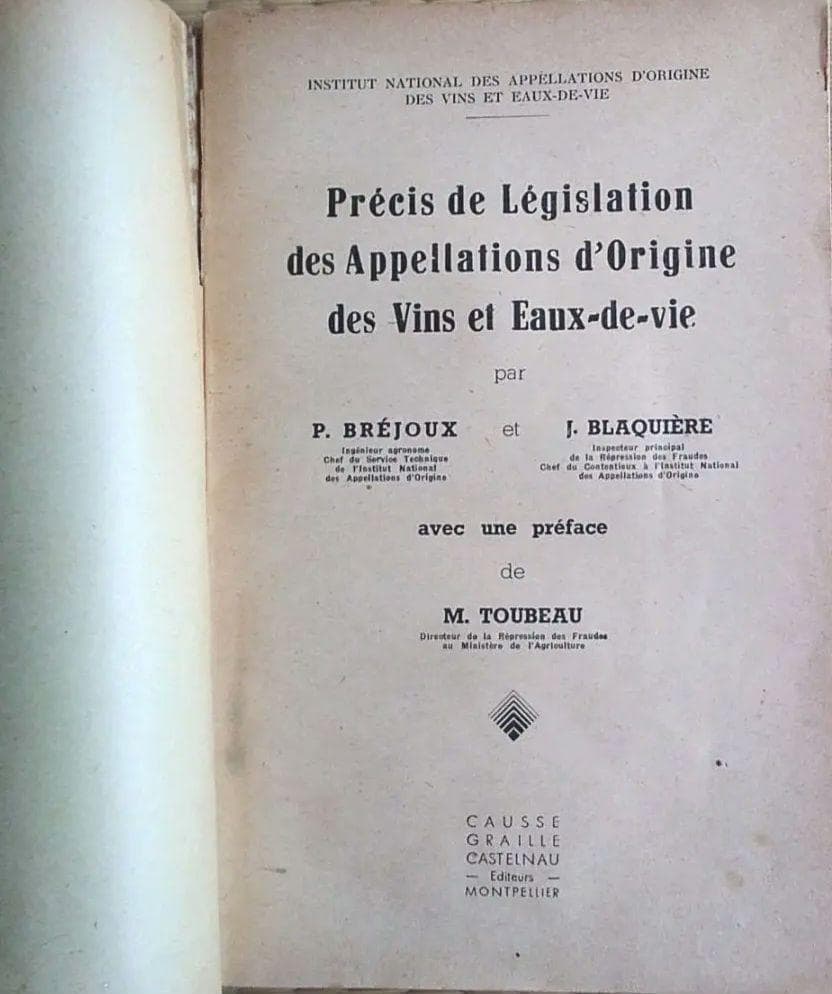 INSTITUT NATIONAL DES APPELLATIONS D'ORIGINE
DES VINS ET EAUX-DE-VIE
Précis de Législation
des Appellations d'Origine
des Vins et Eaux-de-vie
par
P. BRÉJOUX et J. BLAQUIÈRE
Ingénieur agronome
Chef du Service Technique
de l'Institut National
des Appellations d'Origine
Inspecteur principal
de la Répression des Fraudes
Chef du Contentieux à l'Institut National
des Appellations d'Origine
avec une préface
de
M. TOUBEAU
Directeur de la Répression des Fraudes
au Ministère de l'Agriculture
CAUSSE
GRAILLE
CASTELNAU
— Editeurs —
MONTPELLIER